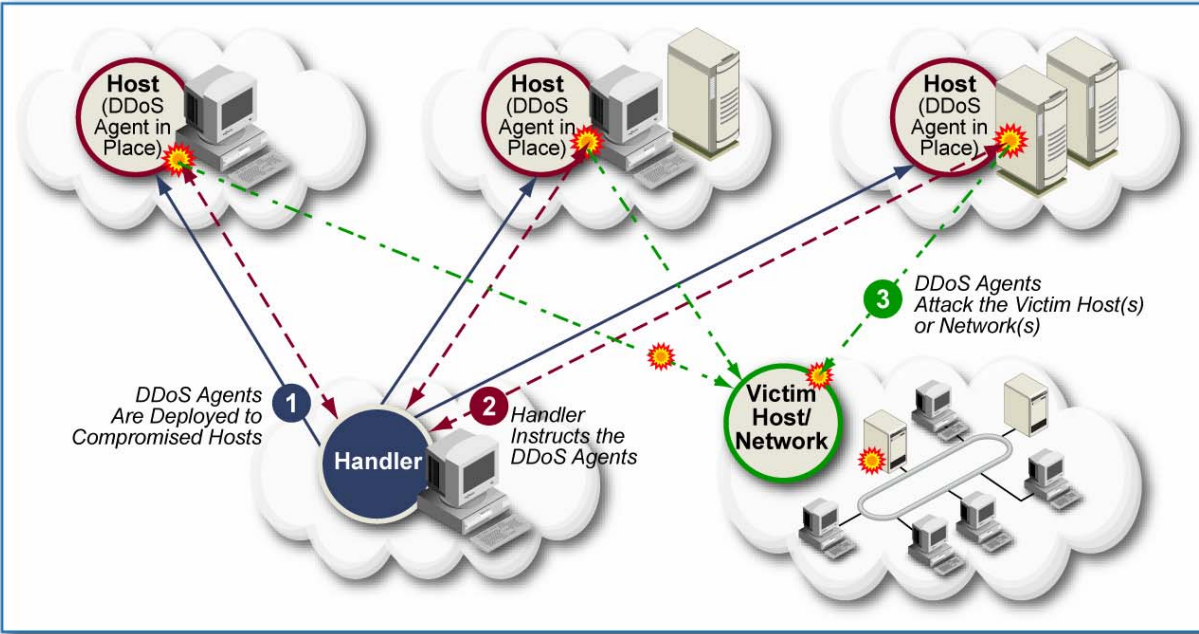 Host
(DDoS
Agent in
Place)
Host
(DDoS
Agent in
Place)
Host
(DDoS
Agent in
Place)
3
DDoS Agents
Attack the Victim Host(s)
or Network(s)
DDoS Agents
Are Deployed to
Compromised Hosts
1
2
Handler
Instructs the
DDoS Agents
Handler
Victim
Host/
Network